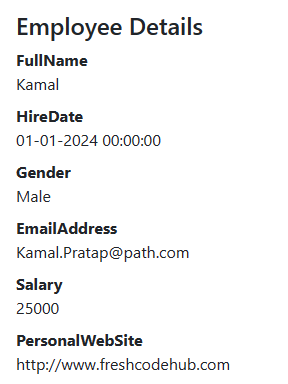 Employee Details
FullName
Kamal
HireDate
01-01-2024 00:00:00
Gender
Male
EmailAddress
Kamal.Pratap@path.com
Salary
25000
PersonalWebSite
http://www.freshcodehub.com